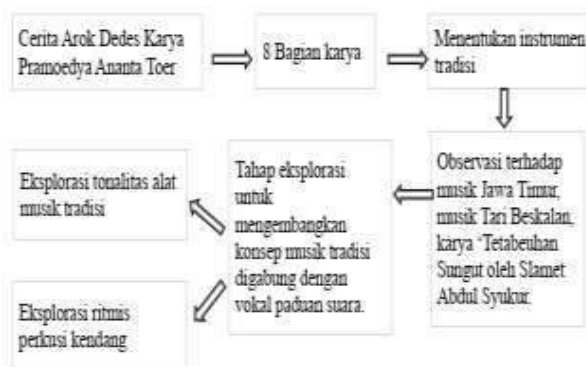 Cerita Arok Dedes Karya
Pramoedya Ananta Toer
8 Bagian karya
Menentukan instrumen
tradisi
Observasi terhadap
musik Jawa Timur,
musik Tari Beskalan,
karya "Tetabeuhan
Sungut oleh Slamet
Abdul Syukur.
Tahap eksplorasi
untuk
mengembangkan
konsep musik tradisi
digabung dengan
vokal paduan suara.
Eksplorasi tonalitas alat
musik tradisi
Eksplorasi ritmis
perkusi kendang